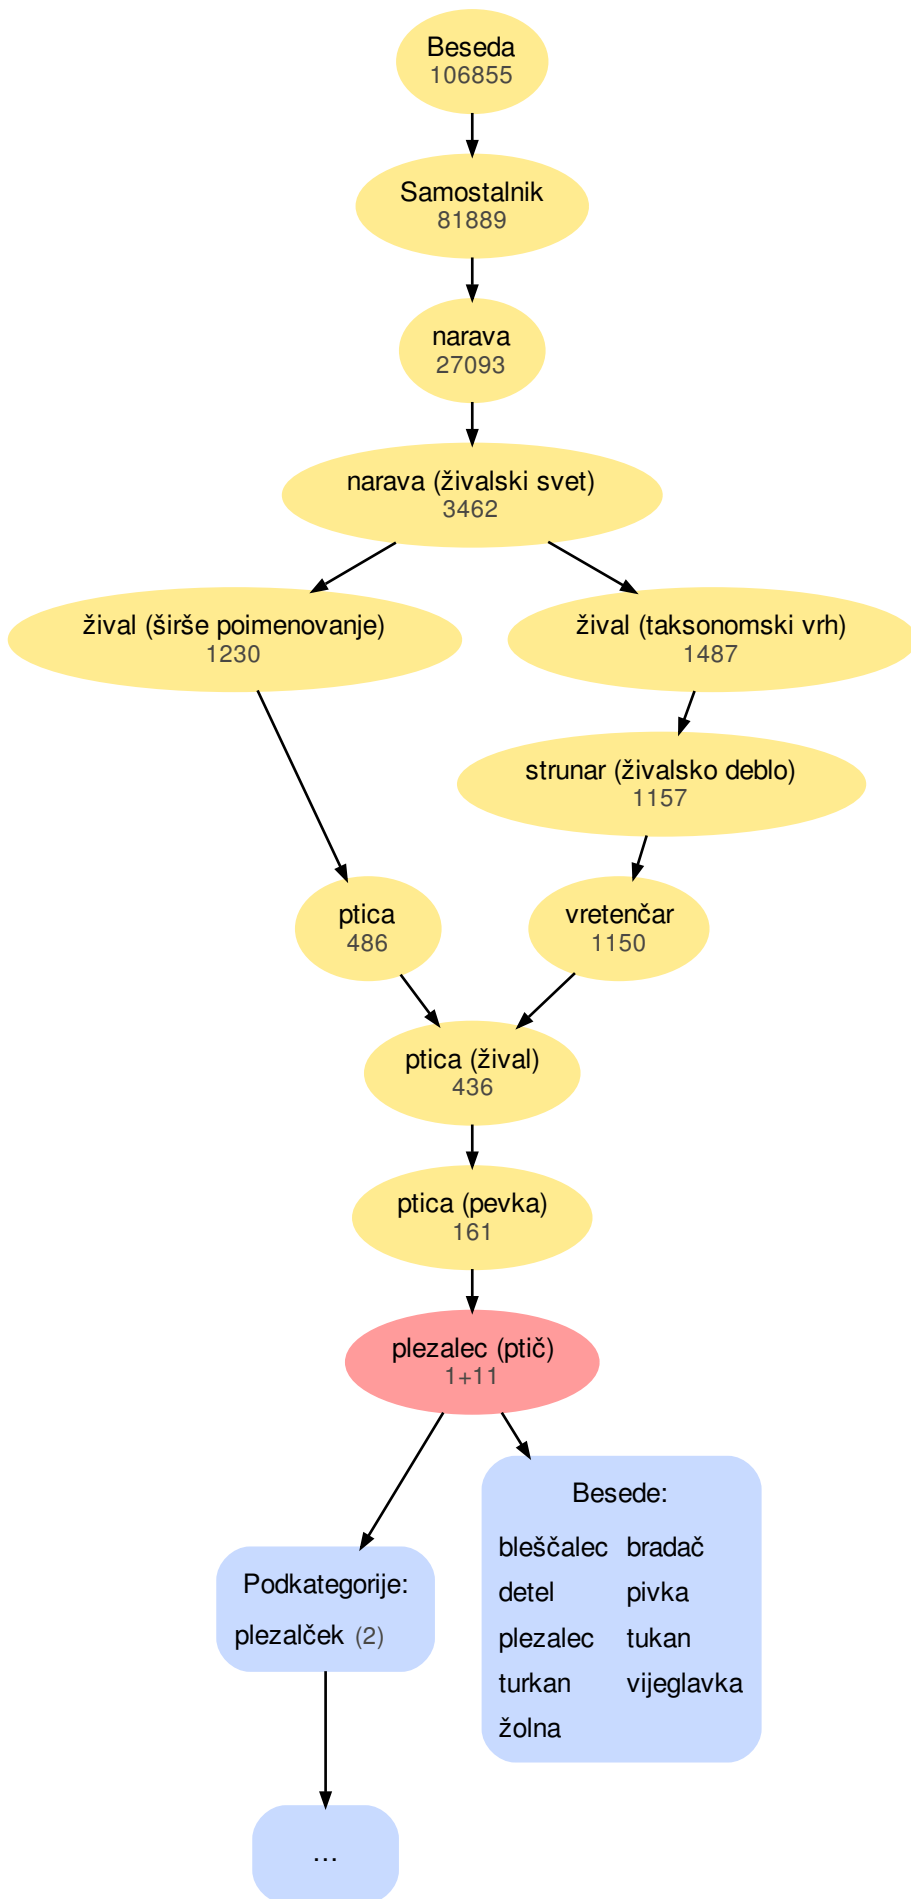 Beseda
106855
Samostalnik
81889
narava
27093
narava (živalski svet)
3462
žival (širše poimenovanje)
1230
žival (taksonomski vrh)
1487
strunar (živalsko deblo)
1157
ptica
486
vretenčar
1150
ptica (žival)
436
ptica (pevka)
161
plezalec (ptič)
1+11
Podkategorije:
plezalček (2)
Besede:
bleščalec bradač
detel pivka
plezalec tukan
turkan vijeglavka
žolna
...